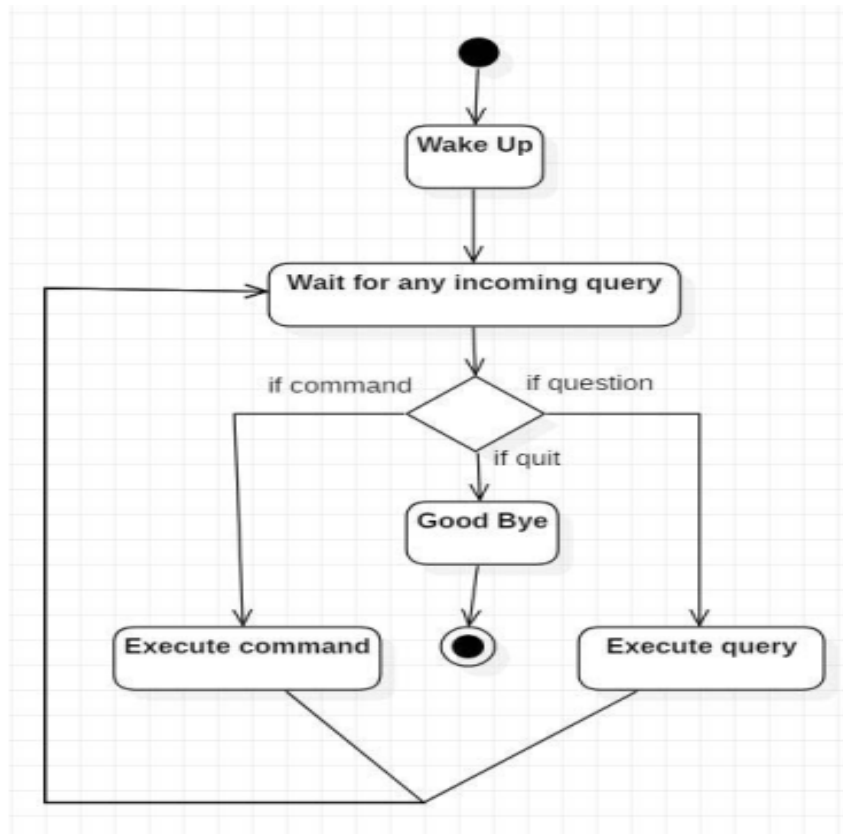 Wake Up
Wait for any incoming query
if command
if question
if quit
Good Bye
Execute command
Execute query